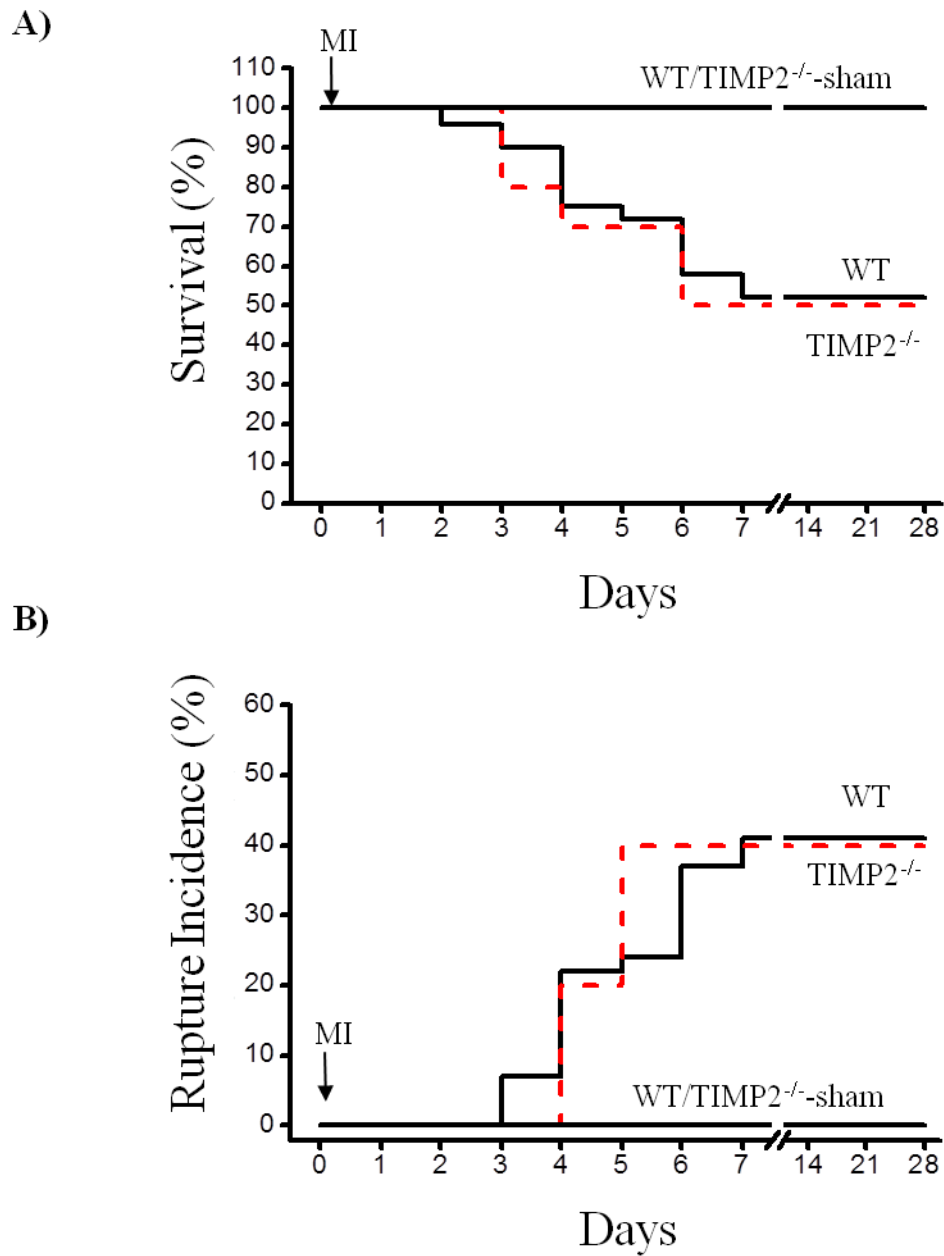 A)
MI
WT/TIMP2-/--sham
110
100
90
80
70
60
50
40
30
20
10
0
Survival (%)
WT
TIMP2-/-
0 1 2 3 4 5 6 7 14 21 28
Days
B)
60
50
40
30
20
10
0
Rupture Incidence (%)
WT
TIMP2-/-
MI
WT/TIMP2-/--sham
0 1 2 3 4 5 6 7 14 21 28
Days